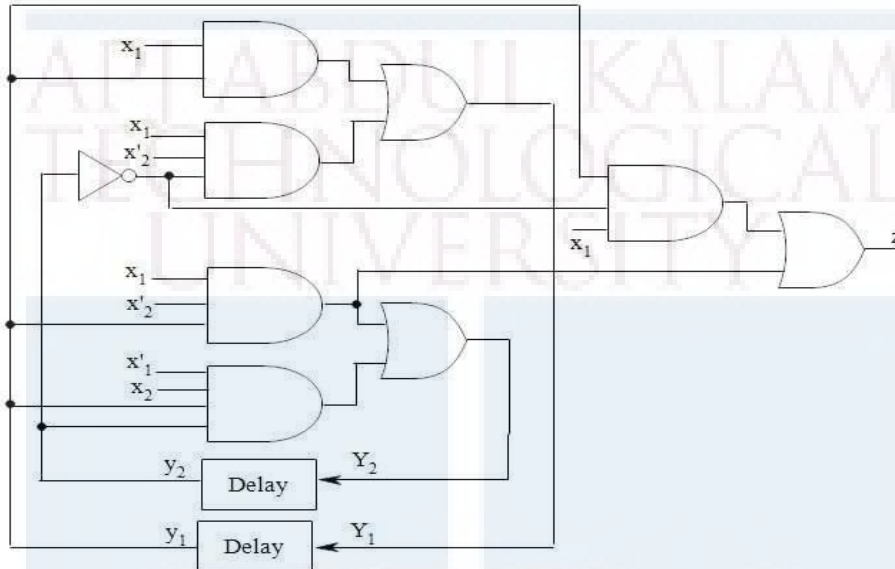 APJ ABDUL KALAM
TECHNOLOGICAL
UNIVERSITY
x₁
x₁
x'₂
x₁
z
x₁
x'₂
x'₁
x₂
y₂
Delay
Y₂
y₁
Delay
Y₁